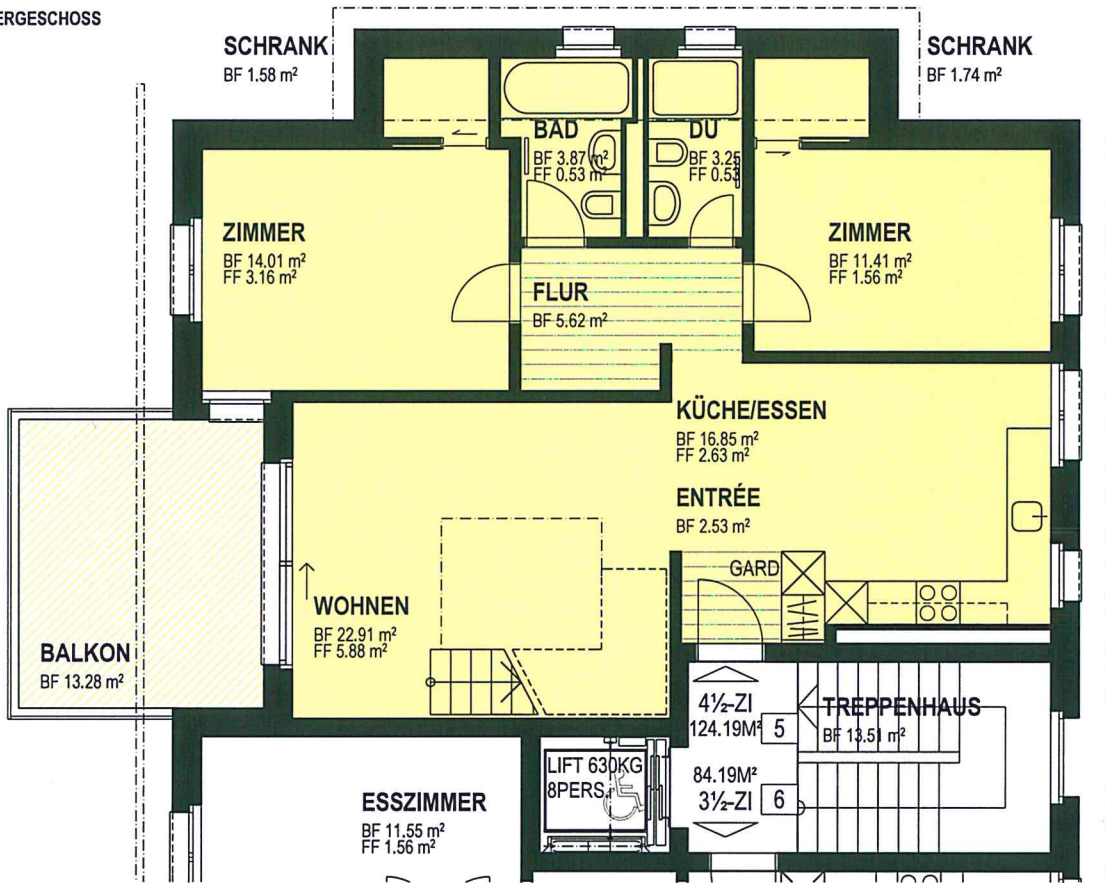 ERGESCHOSS
SCHRANK
BF 1.58 m²
SCHRANK
BF 1.74 m²
BAD
BF 3.87 m²
FF 0.53 m²
DU
BF 3.25
FF 0.53
ZIMMER
BF 14.01 m²
FF 3.16 m²
ZIMMER
BF 11.41 m²
FF 1.56 m²
FLUR
BF 5.62 m²
KÜCHE/ESSEN
BF 16.85 m²
FF 2.63 m²
ENTRÉE
BF 2.53 m²
GARD
WOHNEN
BF 22.91 m²
FF 5.88 m²
BALKON
BF 13.28 m²
4½-ZI
124.19M² 5
TREPPENHAUS
BF 13.51 m²
LIFT 630KG
8PERS.
84.19M²
3½-ZI 6
ESSZIMMER
BF 11.55 m²
FF 1.56 m²